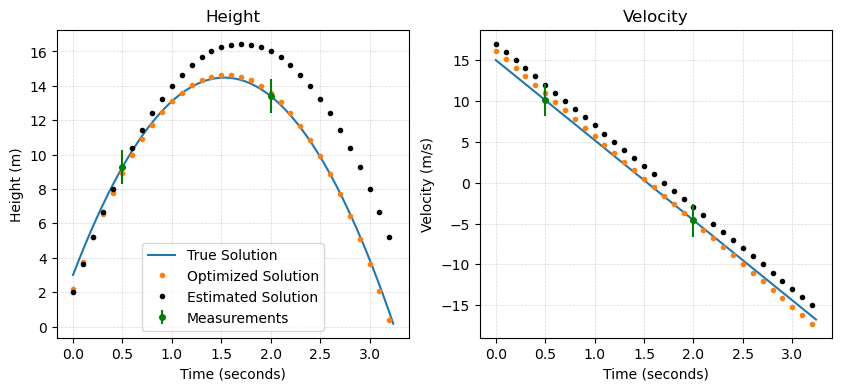 Height
Height (m)
16
14
12
10
8
6
4
2
0
True Solution
Optimized Solution
Estimated Solution
Measurements
0.0 0.5 1.0 1.5 2.0 2.5 3.0
Time (seconds)
Velocity
Velocity (m/s)
15
10
5
0
−5
−10
−15
0.0 0.5 1.0 1.5 2.0 2.5 3.0
Time (seconds)